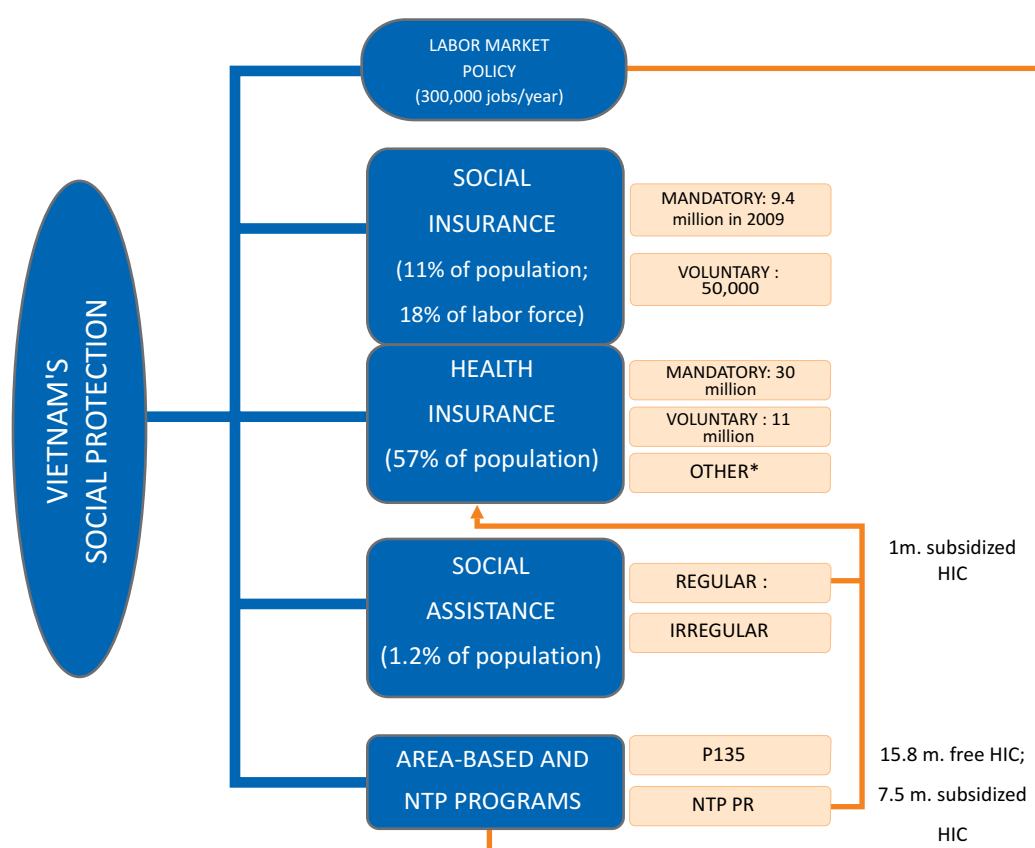 VIETNAM'S
SOCIAL PROTECTION
LABOR MARKET
POLICY
(300,000 jobs/year)
SOCIAL
INSURANCE
(11% of population;
18% of labor force)
MANDATORY: 9.4
million in 2009
VOLUNTARY :
50,000
HEALTH
INSURANCE
(57% of population)
MANDATORY: 30
million
VOLUNTARY : 11
million
OTHER*
SOCIAL
ASSISTANCE
(1.2% of population)
REGULAR :
IRREGULAR
1m. subsidized
HIC
AREA-BASED AND
NTP PROGRAMS
P135
NTP PR
15.8 m. free HIC;
7.5 m. subsidized
HIC